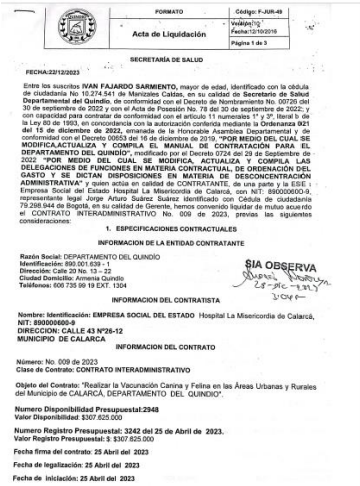 FORMATO
Código: F-JUR-49
Versión: 12
Fecha: 12/10/2016
Página 1 de 3
Acta de Liquidación
SECRETARÍA DE SALUD
FECHA:22/12/2023
Entre los suscritos IVAN FAJARDO SARMIENTO, mayor de edad, identificado con la cédula
de ciudadanía No 10.274.541 de Manizales Caldas, en su calidad de Secretario de Salud
Departamental del Quindío, de conformidad con el Decreto de Nombramiento No. 00726 del
30 de septiembre de 2022 y con el Acta de Posesión No. 78 del 30 de septiembre de 2022; y
con capacidad para contratar de conformidad con el artículo 11 numerales 1° y 3°, literal b de
la Ley 80 de 1993, en concordancia con la autorización conferida mediante la Ordenanza 021
del 15 de diciembre de 2022, emanada de la Honorable Asamblea Departamental y de
conformidad con el Decreto 00653 del 16 de diciembre de 2019, "POR MEDIO DEL CUAL SE
MODIFICA,ACTUALIZA Y COMPILA EL MANUAL DE CONTRATACIÓN PARA EL
DEPARTAMENTO DEL QUINDÍO", modificado por el Decreto 0724 del 29 de Septiembre de
2022 "POR MEDIO DEL CUAL SE MODIFICA, ACTUALIZA Y COMPILA LAS
DELEGACIONES DE FUNCIONES EN MATERIA CONTRACTUAL, DE ORDENACIÓN DEL
GASTO Y SE DICTAN DISPOSICIONES EN MATERIA DE DESCONCENTRACIÓN
ADMINISTRATIVA" y quien actúa en calidad de CONTRATANTE, de una parte y la ESE :
Empresa Social del Estado Hospital La Misericordia de Calarcá, con NIT: 890000600-9,
representante legal Jorge Arturo Suárez Suárez identificado con Cédula de ciudadanía
79.298.944 de Bogotá, en su calidad de Gerente, hemos convenido liquidar de mutuo acuerdo
el CONTRATO INTERADMINISTRATIVO No. 009 de 2023, previas las siguientes
consideraciones:
1. ESPECIFICACIONES CONTRACTUALES
INFORMACIÓN DE LA ENTIDAD CONTRATANTE
Razón Social: DEPARTAMENTO DEL QUINDÍO
Identificación: 890.001.639 - 1
Dirección: Calle 20 No. 13 – 22
Ciudad Domicilio: Armenia Quindío
Teléfonos: 606 735 99 19 EXT. 1304
SIA OBSERVA
INFORMACIÓN DEL CONTRATISTA
Nombre: Identificación: EMPRESA SOCIAL DEL ESTADO Hospital La Misericordia de Calarcá,
NIT: 890000600-9
DIRECCION: CALLE 43 Nº26-12
MUNICIPIO DE CALARCA
INFORMACIÓN DEL CONTRATO
Número: No. 009 de 2023
Clase de Contrato: CONTRATO INTERADMINISTRATIVO
Objeto del Contrato: "Realizar la Vacunación Canina y Felina en las Áreas Urbanas y Rurales
del Municipio de CALARCÁ, DEPARTAMENTO DEL QUINDIO".
Numero Disponibilidad Presupuestal:2948
Valor Disponibilidad: $307.625.000
Numero Registro Presupuestal: 3242 del 25 de Abril de 2023.
Valor Registro Presupuestal: $: $307.625.000
Fecha firma del contrato: 25 Abril del 2023
Fecha de legalización: 25 Abril del 2023
Fecha de iniciación: 25 Abril del 2023